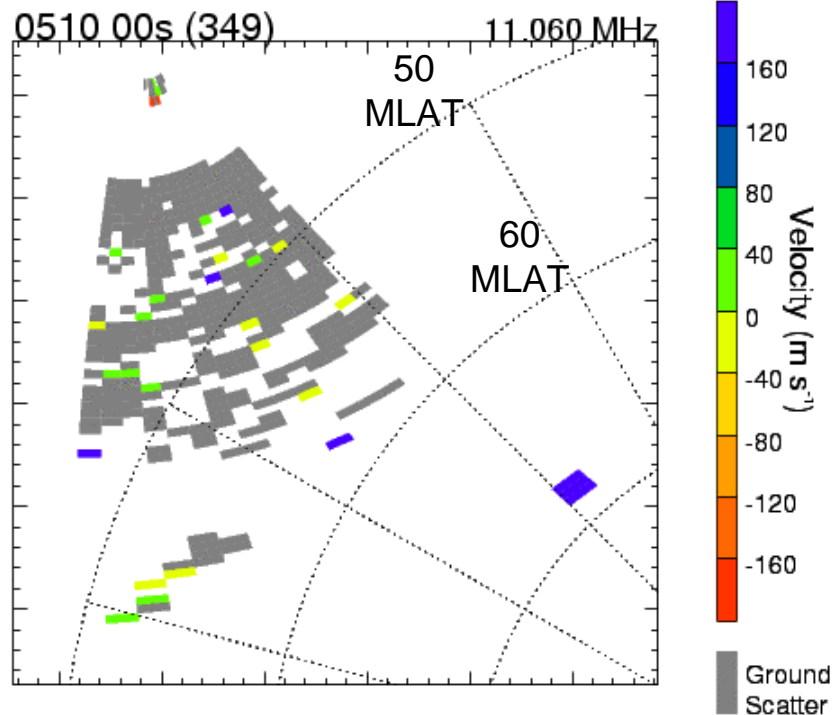 0510 00s (349) 11.060 MHz
50
MLAT
60
MLAT
160
120
80
40
0
-40
-80
-120
-160
Velocity (m s⁻¹)
Ground
Scatter